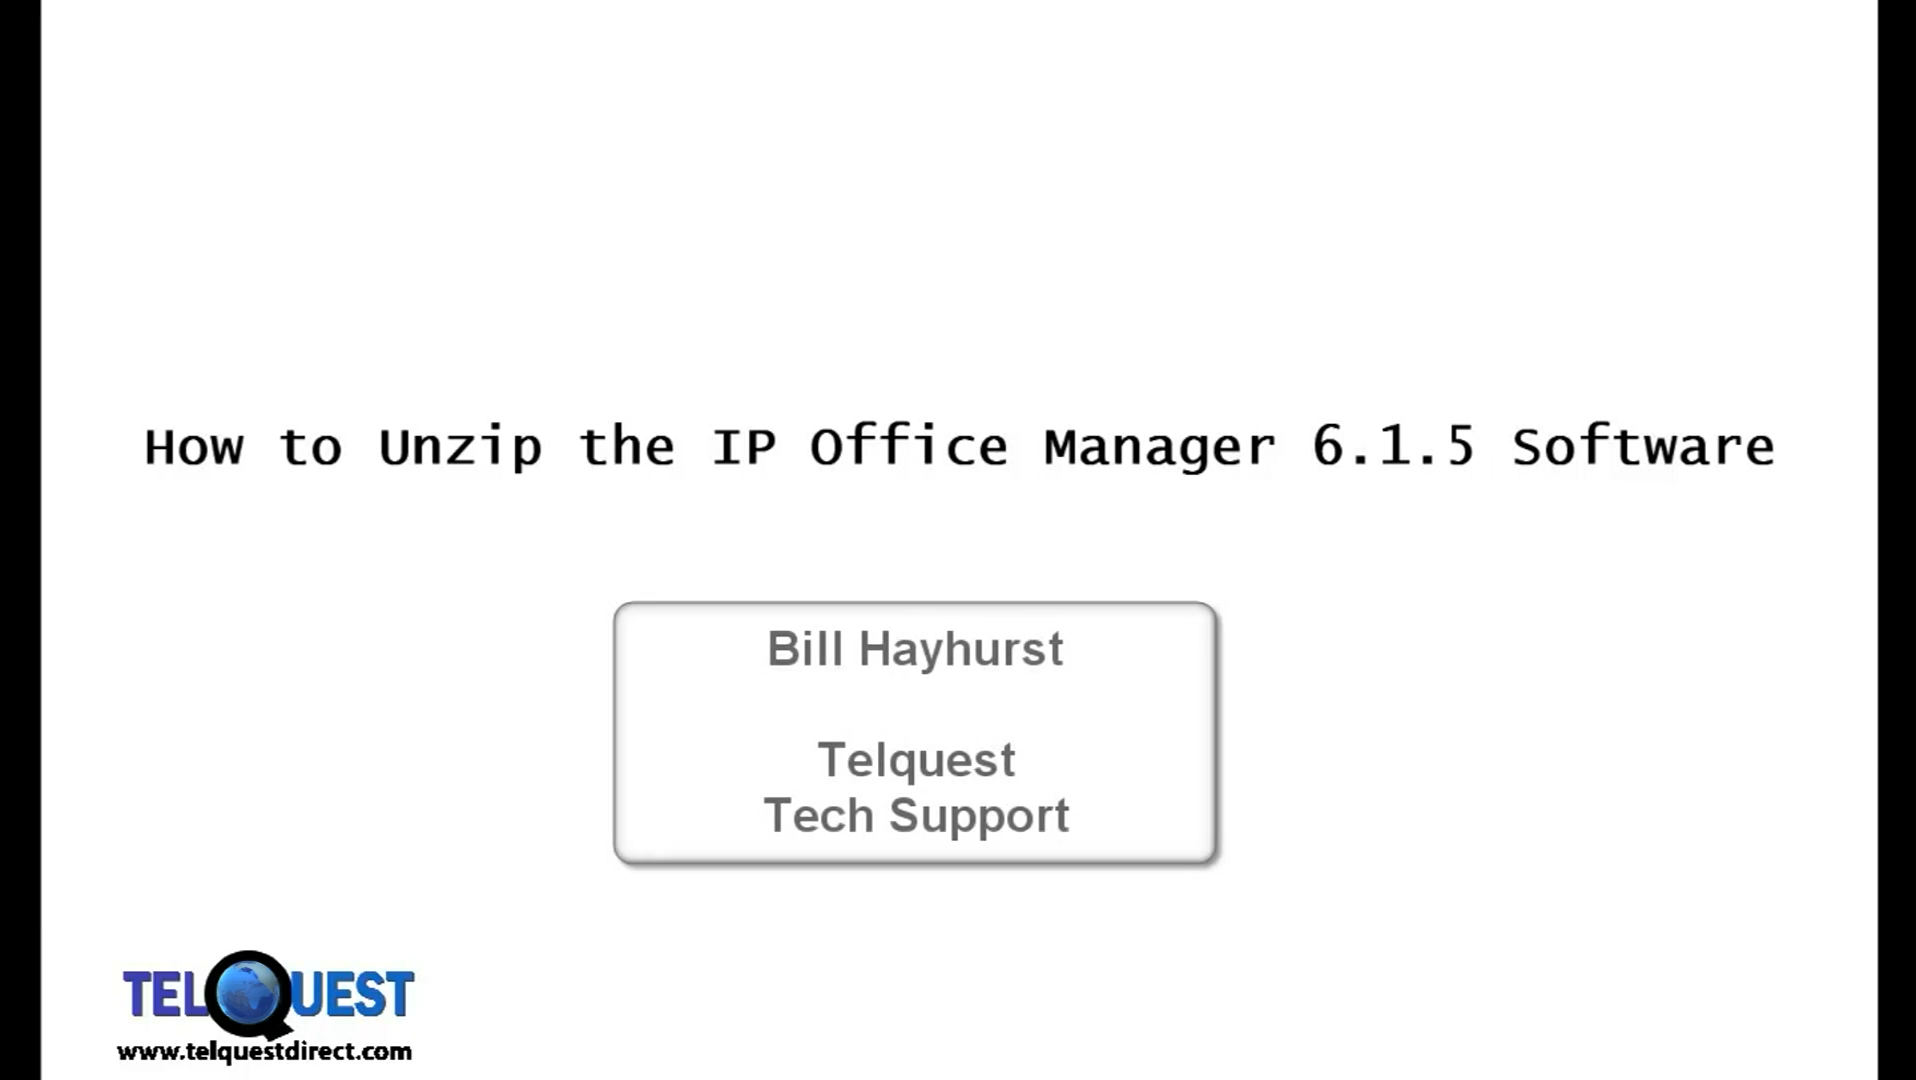 How to Unzip the IP Office Manager 6.1.5 Software
Bill Hayhurst
Telquest
Tech Support
TELQUEST
www.telquestdirect.com